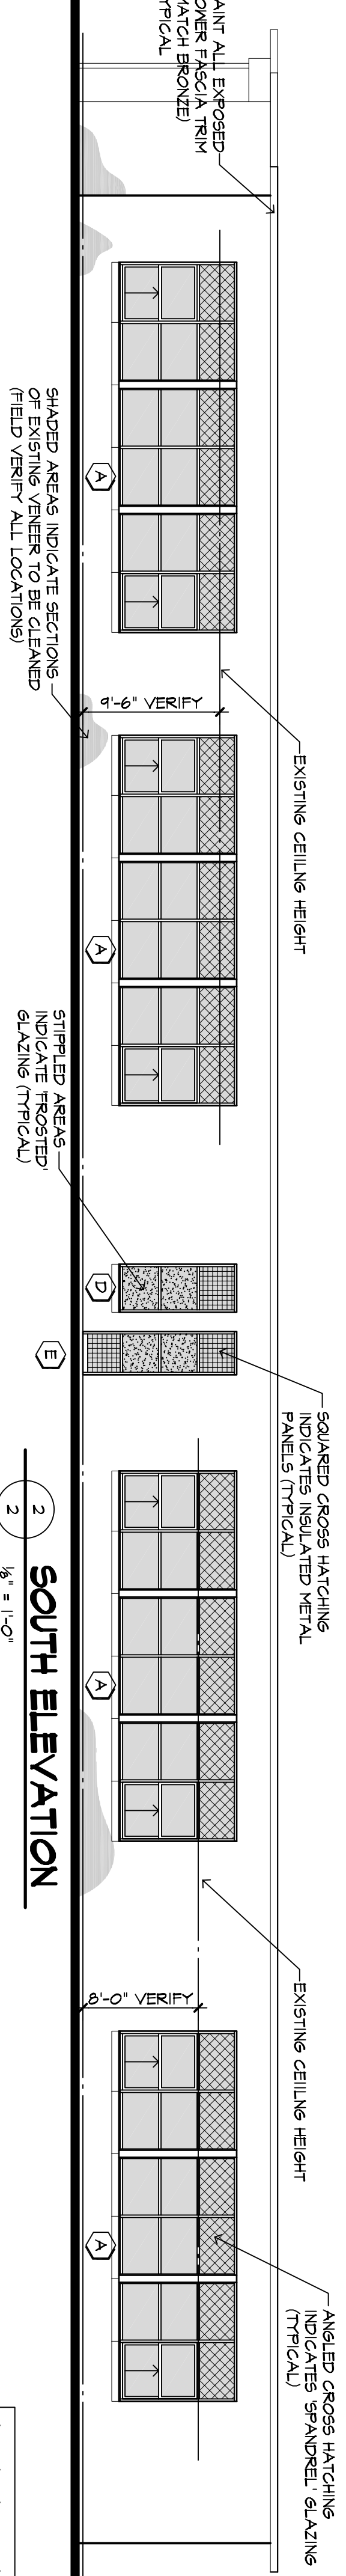 AINT ALL EXPOSED
OWER FASCIA TRIM
MATCH BRONZE)
YPICAL
SHADED AREAS INDICATE SECTIONS
OF EXISTING VENEER TO BE CLEANED
(FIELD VERIFY ALL LOCATIONS)
A
9'-6" VERIFY
EXISTING CEIILNG HEIGHT
A
STIPPLED AREAS
INDICATE 'FROSTED'
GLAZING (TYPICAL)
D
E
SQUARED CROSS HATCHING
INDICATES INSULATED METAL
PANELS (TYPICAL)
A
8'-0" VERIFY
EXISTING CEIILNG HEIGHT
A
ANGLED CROSS HATCHING
INDICATES 'SPANDREL' GLAZING
(TYPICAL)
2
2
SOUTH ELEVATION
1/8" = 1'-0"